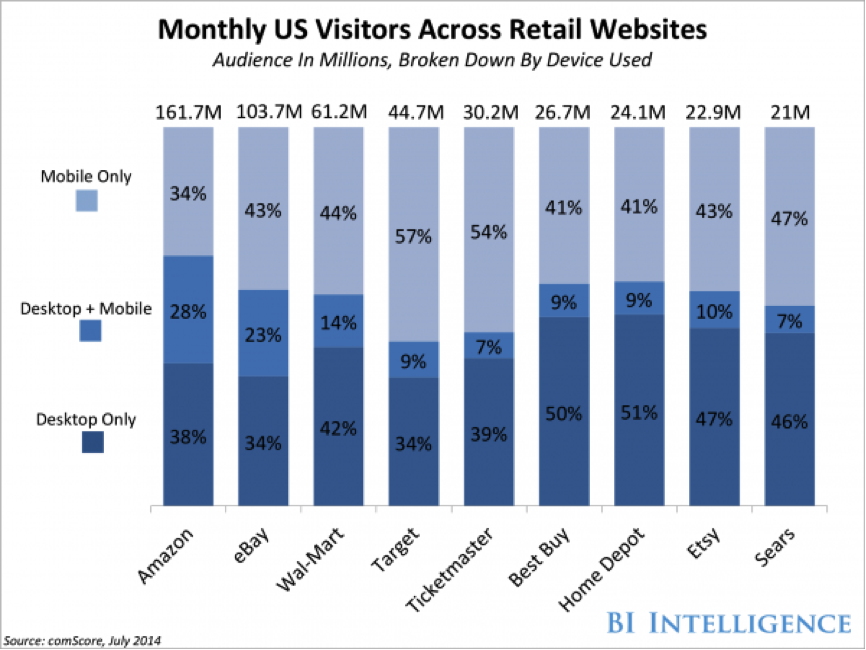 Monthly US Visitors Across Retail Websites
Audience In Millions, Broken Down By Device Used
161.7M 103.7M 61.2M 44.7M 30.2M 26.7M 24.1M 22.9M 21M
Mobile Only
34% 43% 44% 57% 54% 41% 41% 43% 47%
Desktop + Mobile
28% 23% 14% 9% 7% 9% 9% 10% 7%
Desktop Only
38% 34% 42% 34% 39% 50% 51% 47% 46%
Amazon eBay Wal-Mart Target Ticketmaster Best Buy Home Depot Etsy Sears
BI INTELLIGENCE
Source: comScore, July 2014